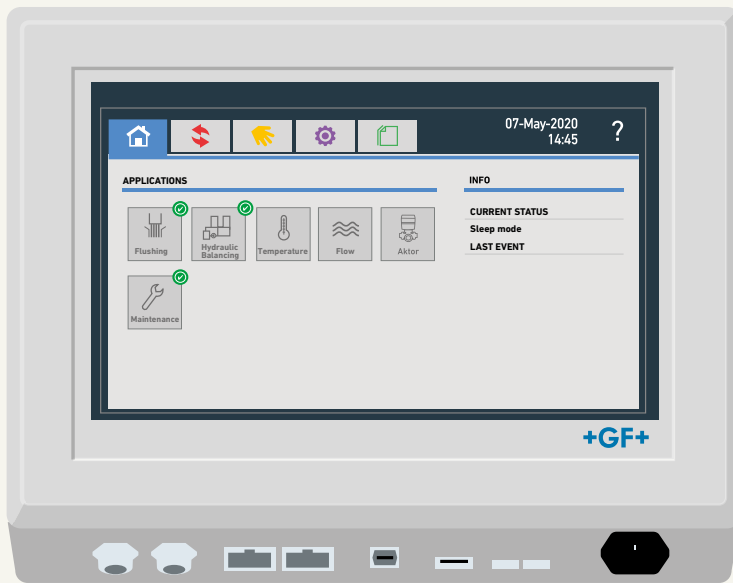 07-May-2020
14:45
?
APPLICATIONS
INFO
Flushing
Hydraulic
Balancing
Temperature
Flow
Aktor
CURRENT STATUS
Sleep mode
LAST EVENT
Maintenance
+GF+